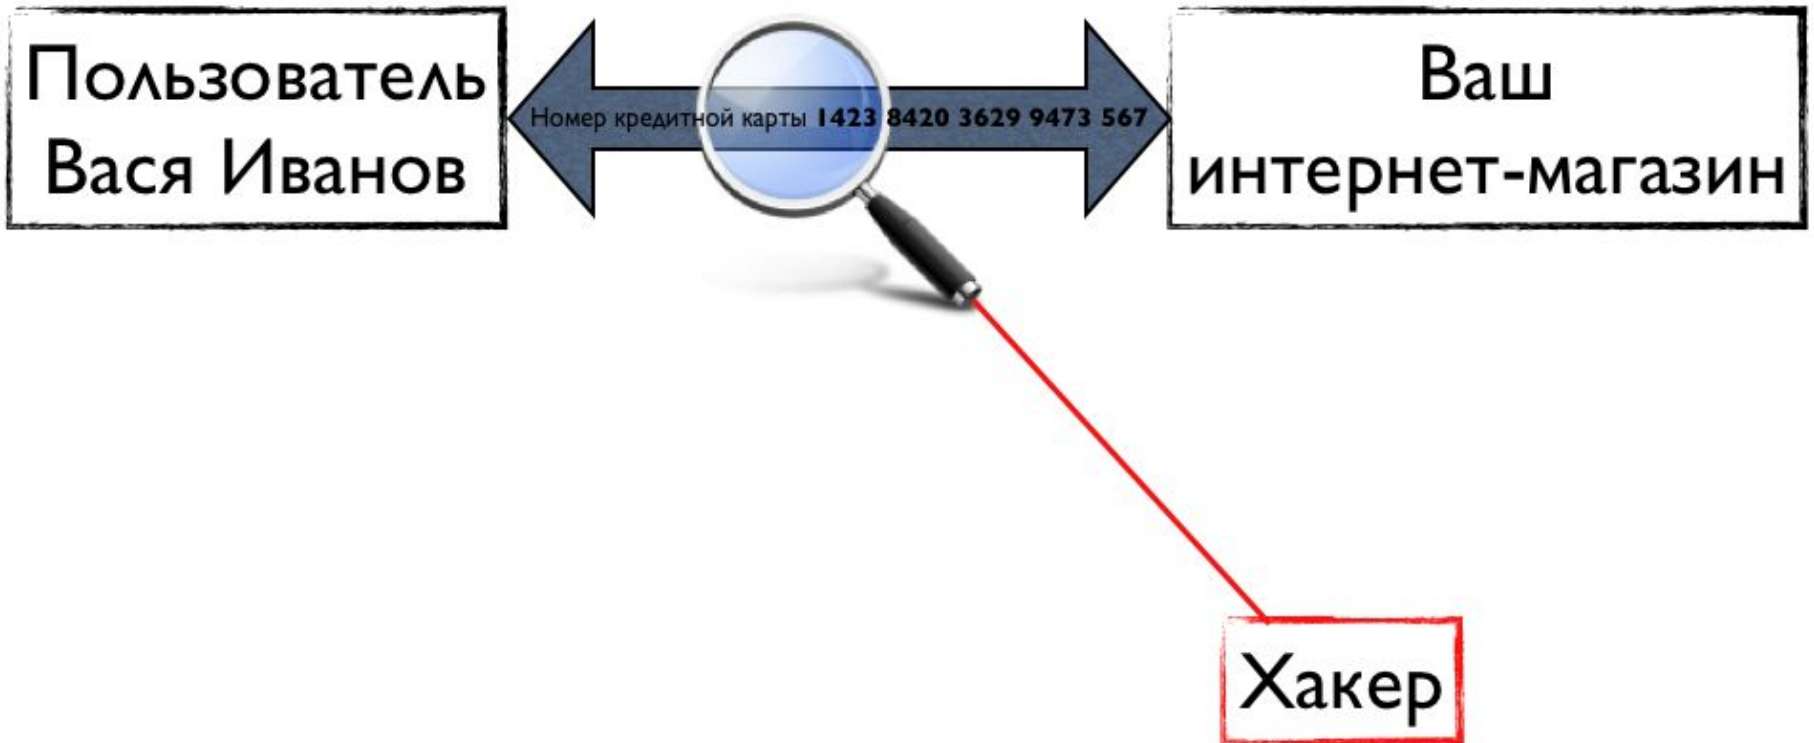 Пользователь
Вася Иванов
Номер кредитной карты 1423 8420 3629 9473 567
Ваш
интернет-магазин
Хакер